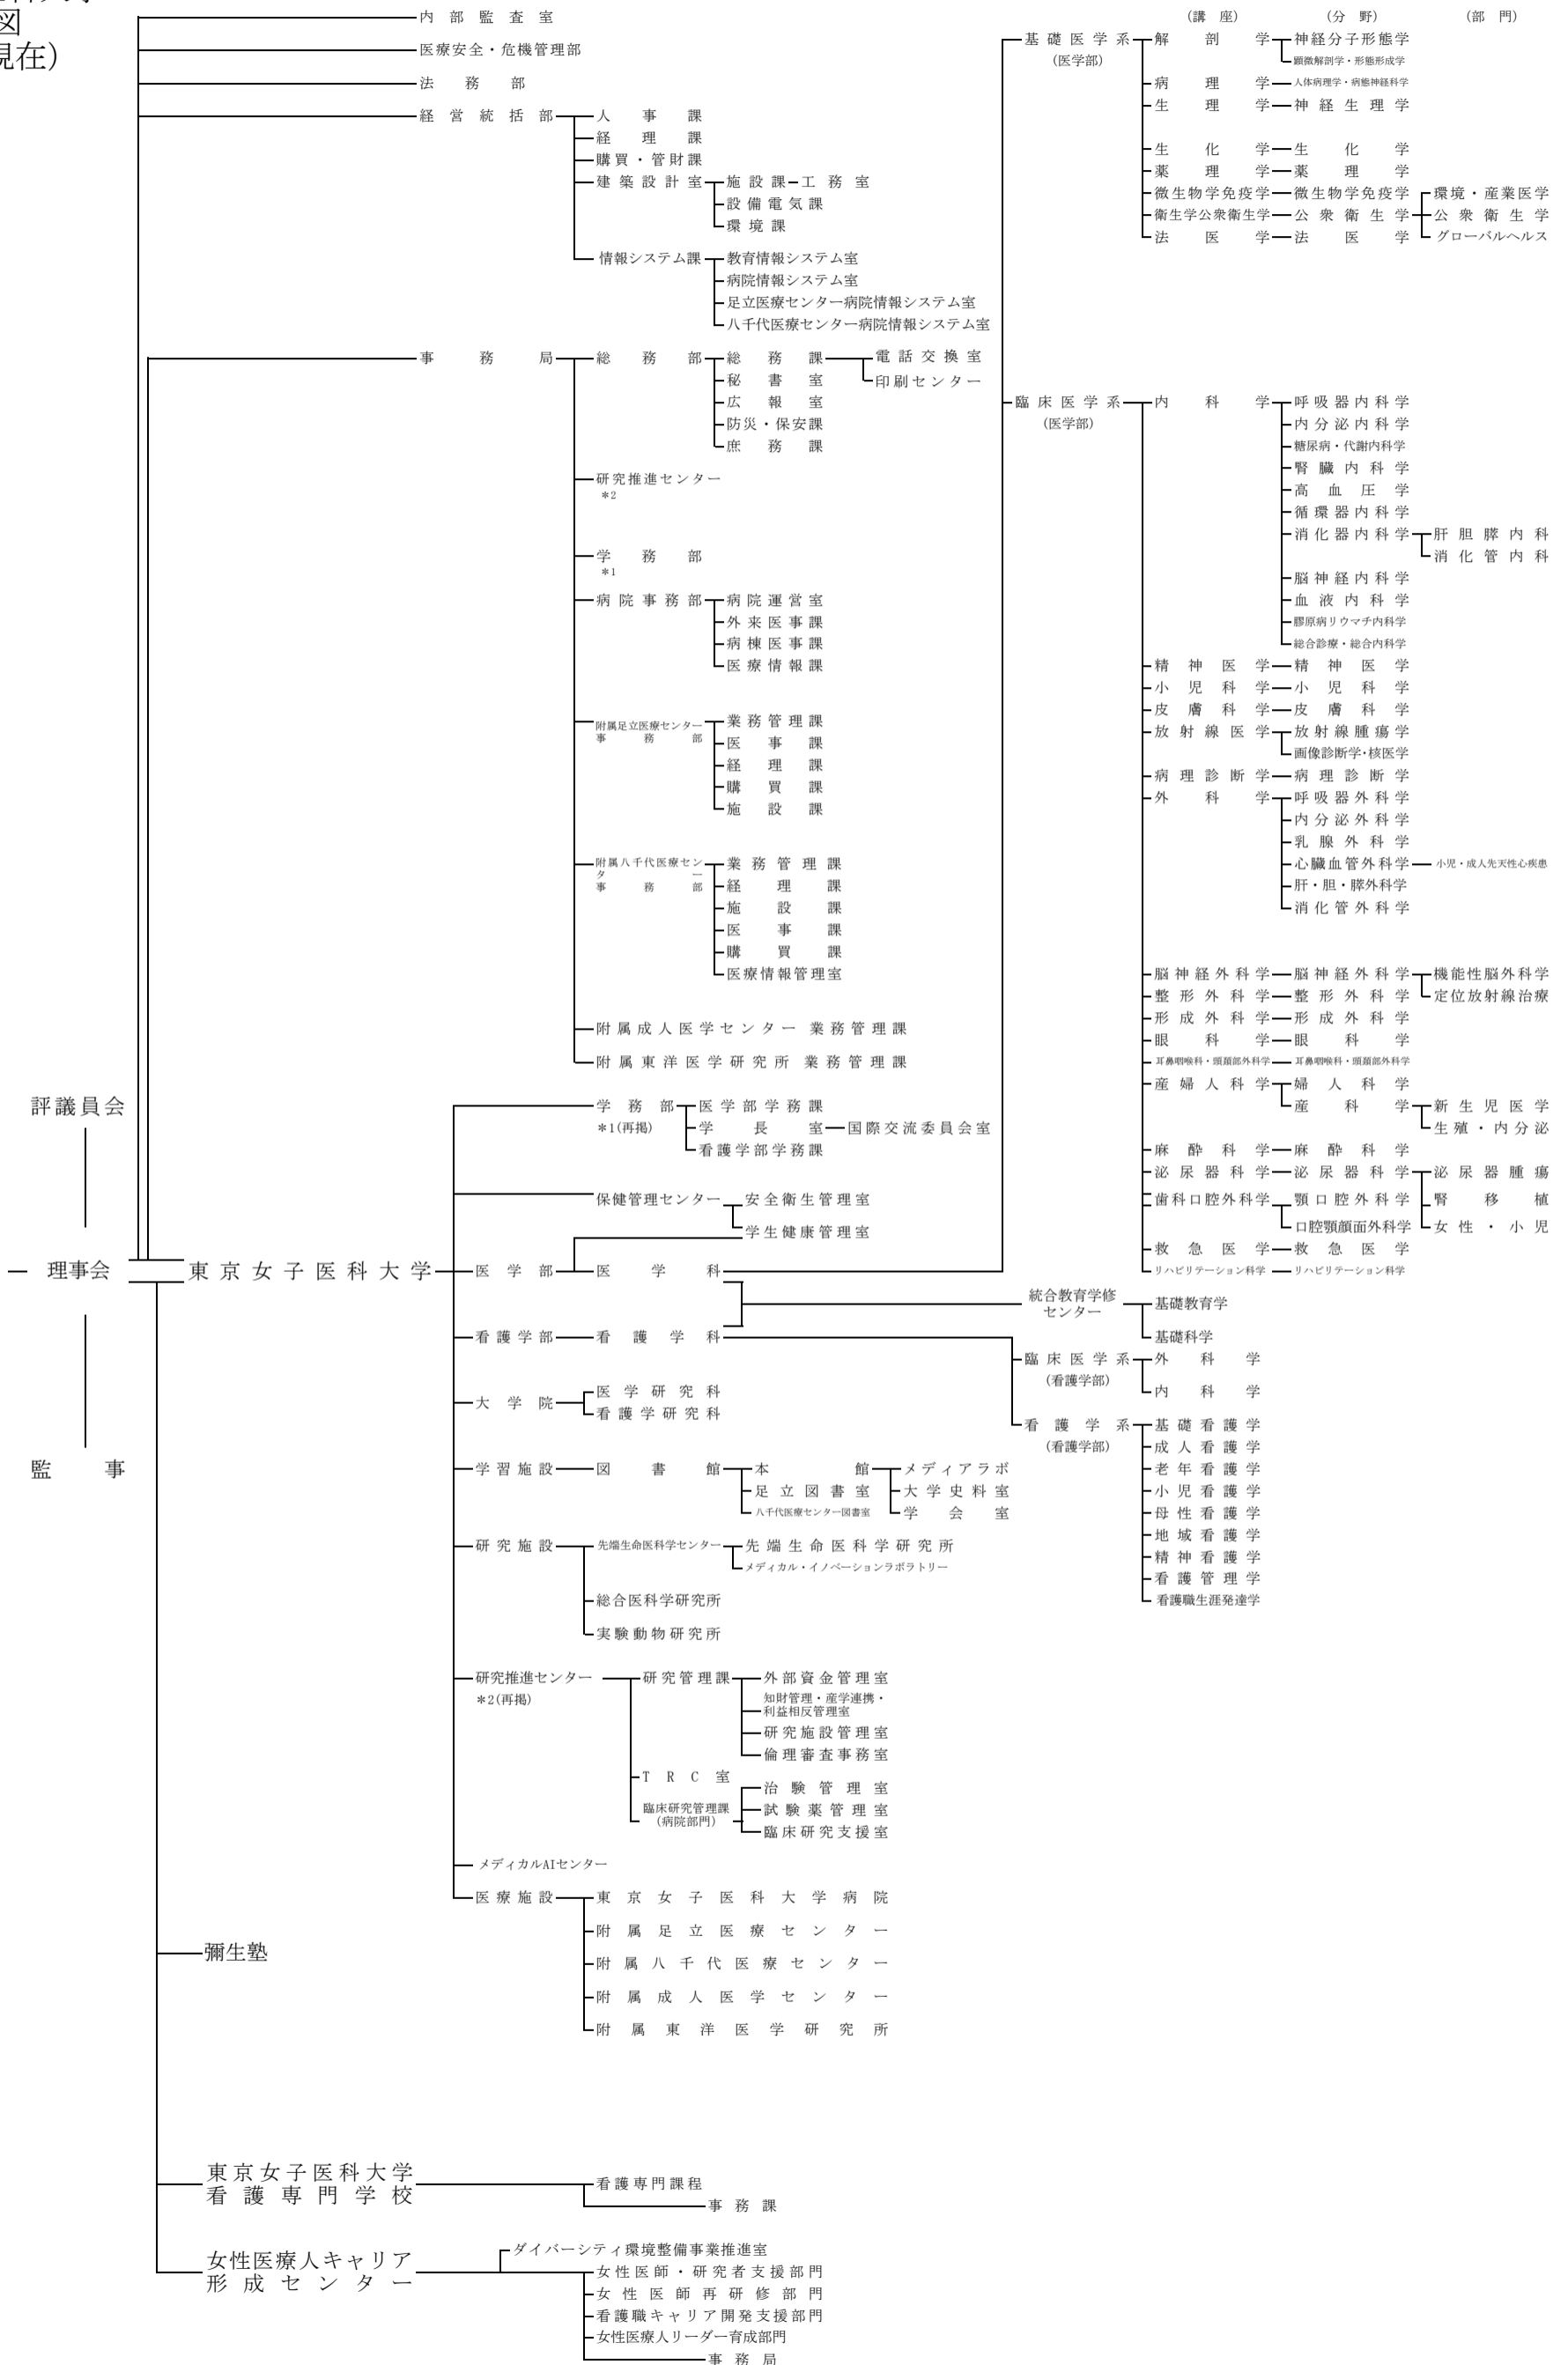 図
現在）
内部監査室
医療安全・危機管理部
法務部
経営統括部
人事課
経理課
購買・管財課
建築設計室
施設課
工務室
設備電気課
環境課
情報システム課
教育情報システム室
病院情報システム室
足立医療センター病院情報システム室
八千代医療センター病院情報システム室
事務局
総務部
総務課
電話交換室
印刷センター
秘書室
広報室
防災・保安課
庶務課
研究推進センター
＊2
学務部
＊1
病院事務部
病院運営室
外来医事課
病棟医事課
医療情報課
附属足立医療センター
事務部
業務管理課
医事課
経理課
購買課
施設課
附属八千代医療セン
ター
事務部
業務管理課
経理課
施設課
医事課
購買課
医療情報管理室
附属成人医学センター 業務管理課
附属東洋医学研究所 業務管理課
評議員会
理事会
監事
東京女子医科大学
学務部
＊1(再掲)
医学部学務課
学長室
国際交流委員会室
看護学部学務課
保健管理センター
安全衛生管理室
学生健康管理室
医学部
医学科
看護学部
看護学科
大学院
医学研究科
看護学研究科
学習施設
図書館
本館
メディアラボ
大学史料室
学会室
足立図書室
八千代医療センター図書室
研究施設
先端生命医科学センター
先端生命医科学研究所
メディカル・イノベーションラボラトリー
総合医科学研究所
実験動物研究所
研究推進センター
＊2(再掲)
研究管理課
外部資金管理室
知財管理・産学連携・
利益相反管理室
研究施設管理室
倫理審査事務室
TRC室
臨床研究管理課
(病院部門)
治験管理室
試験薬管理室
臨床研究支援室
メディカルAIセンター
医療施設
東京女子医科大学病院
附属足立医療センター
附属八千代医療センター
附属成人医学センター
附属東洋医学研究所
彌生塾
東京女子医科大学
看護専門学校
看護専門課程
事務課
女性医療人キャリア
形成センター
ダイバーシティ環境整備事業推進室
女性医師・研究者支援部門
女性医師再研修部門
看護職キャリア開発支援部門
女性医療人リーダー育成部門
事務局
(講座)
(分野)
(部門)
基礎医学系
(医学部)
解剖学
神経分子形態学
顕微解剖学・形態形成学
病理学
人体病理学・病態神経科学
生理学
神経生理学
生化学
生化学
薬理学
薬理学
微生物学免疫学
微生物学免疫学
衛生学公衆衛生学
公衆衛生学
環境・産業医学
公衆衛生学
グローバルヘルス
法医学
法医学
臨床医学系
(医学部)
内科学
呼吸器内科学
内分泌内科学
糖尿病・代謝内科学
腎臓内科学
高血圧学
循環器内科学
消化器内科学
肝胆膵内科
消化管内科
脳神経内科学
血液内科学
膠原病リウマチ内科学
総合診療・総合内科学
精神医学
精神医学
小児科学
小児科学
皮膚科学
皮膚科学
放射線医学
放射線腫瘍学
画像診断学・核医学
病理診断学
病理診断学
外科学
呼吸器外科学
内分泌外科学
乳腺外科学
心臓血管外科学
小児・成人先天性心疾患
肝・胆・膵外科学
消化管外科学
脳神経外科学
脳神経外科学
機能性脳外科学
定位放射線治療
整形外科学
整形外科学
形成外科学
形成外科学
眼科学
眼科学
耳鼻咽喉科・頭頸部外科学
耳鼻咽喉科・頭頸部外科学
産婦人科学
婦人科学
産科学
新生児医学
生殖・内分泌
麻酔科学
麻酔科学
泌尿器科学
泌尿器科学
泌尿器腫瘍
腎移植
女性・小児
歯科口腔外科学
顎口腔外科学
口腔顎顔面外科学
救急医学
救急医学
リハビリテーション科学
リハビリテーション科学
統合教育学修
センター
基礎教育学
基礎科学
臨床医学系
(看護学部)
外科学
内科学
看護学系
(看護学部)
基礎看護学
成人看護学
老年看護学
小児看護学
母性看護学
地域看護学
精神看護学
看護管理学
看護職生涯発達学